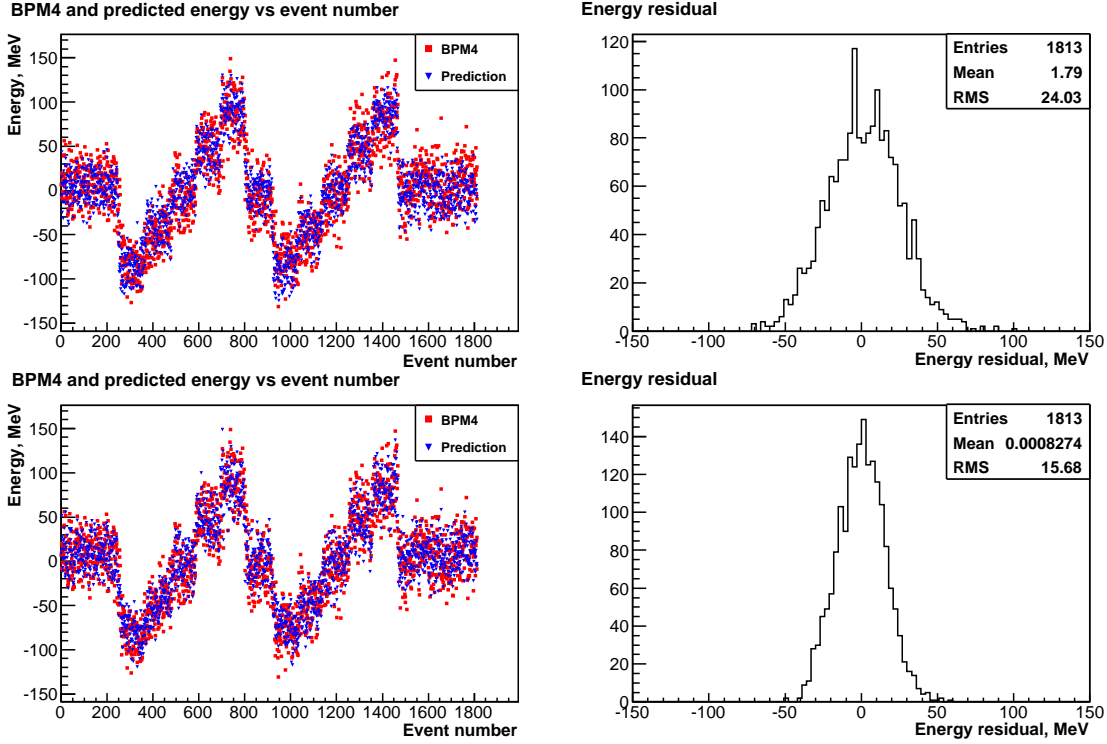 BPM4 and predicted energy vs event number
Energy, MeV
150
100
50
0
-50
-100
-150
BPM4
Prediction
0 200 400 600 800 1000 1200 1400 1600 1800
Event number
Energy residual
120
100
80
60
40
20
0
Entries 1813
Mean 1.79
RMS 24.03
-150 -100 -50 0 50 100 150
Energy residual, MeV
BPM4 and predicted energy vs event number
Energy, MeV
150
100
50
0
-50
-100
-150
BPM4
Prediction
0 200 400 600 800 1000 1200 1400 1600 1800
Event number
Energy residual
140
120
100
80
60
40
20
0
Entries 1813
Mean 0.0008274
RMS 15.68
-150 -100 -50 0 50 100 150
Energy residual, MeV